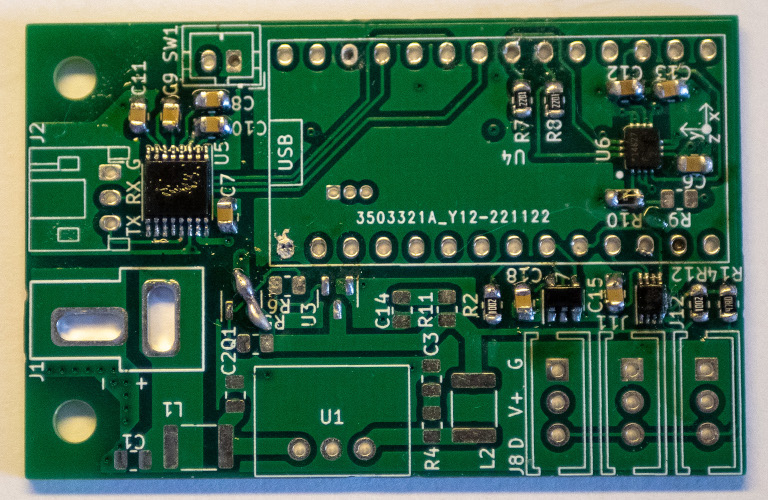 SW1
C11
C9
C8
C10
J2
U5
G
RX
TX
C7
USB
C12
C13
R7
R8
U4
U6
x
y
z
C6
R9
R10
3503321A_Y12-221122
U3
C14
R11
R2
C18
C15
J11
J12
R12
R14
J1
- +
C2
Q1
C3
G
V+
D
J8
L1
U1
C1
R4
L2